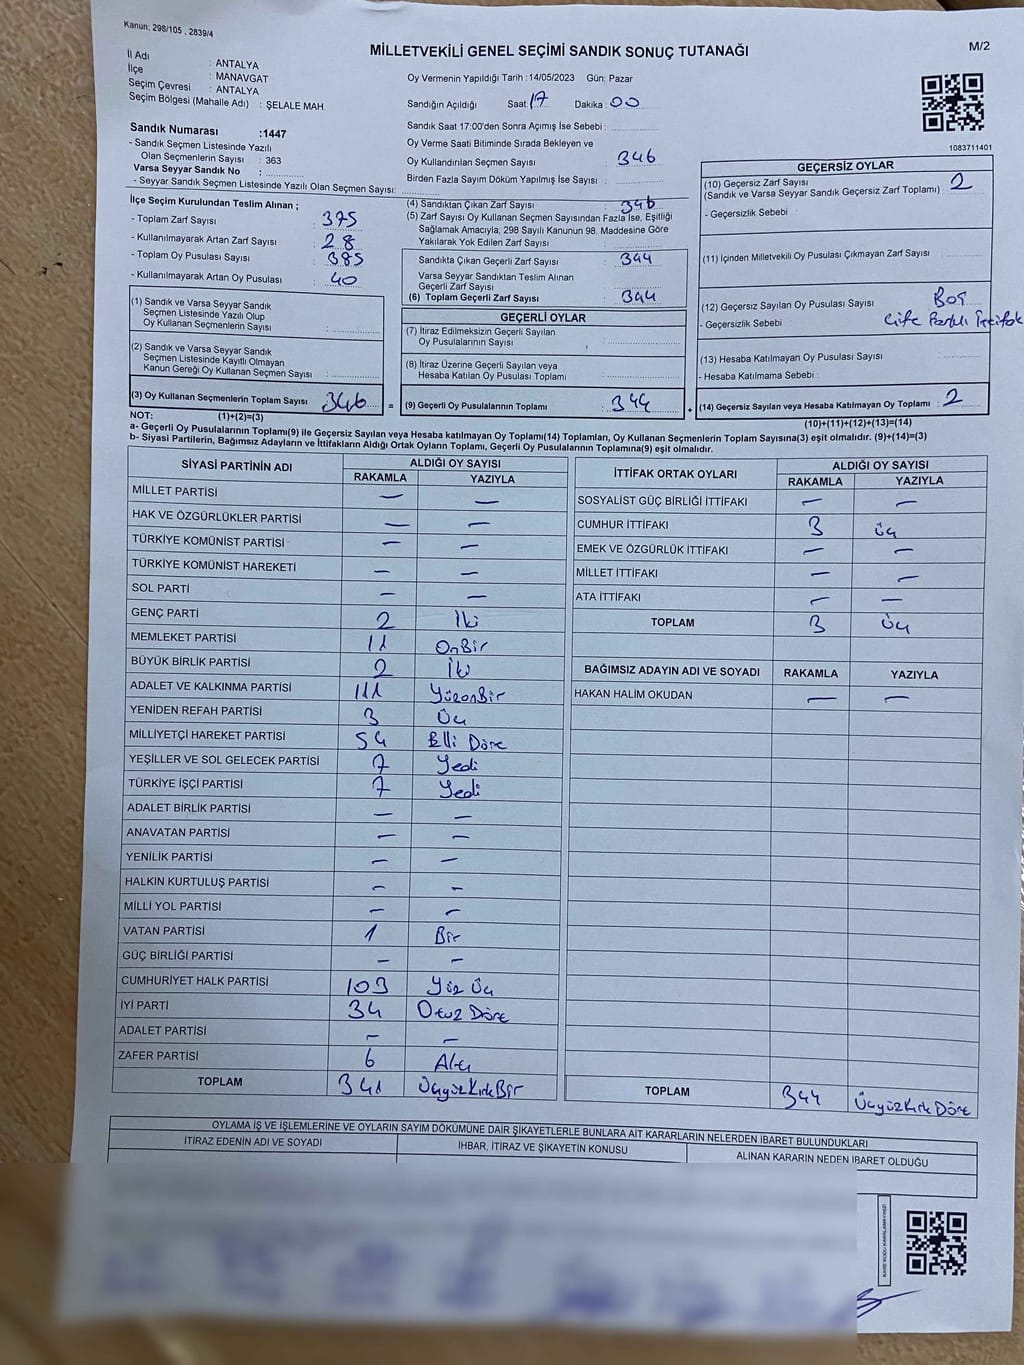 Kanun; 298/105 , 2839/4
MİLLETVEKİLİ GENEL SEÇİMİ SANDIK SONUÇ TUTANAĞI
M/2
İl Adı : ANTALYA
İlçe : MANAVGAT
Seçim Çevresi : ANTALYA
Seçim Bölgesi (Mahalle Adı) : ŞELALE MAH.
Oy Vermenin Yapıldığı Tarih : 14/05/2023 Gün: Pazar
Sandığın Açıldığı Saat : 17 Dakika : 00
Sandık Saat 17:00'den Sonra Açımış İse Sebebi :
Oy Verme Saati Bitiminde Sırada Bekleyen ve
Oy Kullandırılan Seçmen Sayısı : 346
Birden Fazla Sayım Döküm Yapılmış İse Sayısı :
1083711401
Sandık Numarası :1447
- Sandık Seçmen Listesinde Yazılı
Olan Seçmenlerin Sayısı : 363
Varsa Seyyar Sandık No :
- Seyyar Sandık Seçmen Listesinde Yazılı Olan Seçmen Sayısı:
İlçe Seçim Kurulundan Teslim Alınan ;
- Toplam Zarf Sayısı : 375
- Kullanılmayarak Artan Zarf Sayısı : 28
- Toplam Oy Pusulası Sayısı : 385
- Kullanılmayarak Artan Oy Pusulası : 40
(1) Sandık ve Varsa Seyyar Sandık
Seçmen Listesinde Yazılı Olup
Oy Kullanan Seçmenlerin Sayısı :
(2) Sandık ve Varsa Seyyar Sandık
Seçmen Listesinde Kayıtlı Olmayan
Kanun Gereği Oy Kullanan Seçmen Sayısı :
(3) Oy Kullanan Seçmenlerin Toplam Sayısı : 346 =
(4) Sandıktan Çıkan Zarf Sayısı : 346
(5) Zarf Sayısı Oy Kullanan Seçmen Sayısından Fazla İse, Eşitliği
Sağlamak Amacıyla; 298 Sayılı Kanunun 98. Maddesine Göre
Yakılarak Yok Edilen Zarf Sayısı :
Sandıkta Çıkan Geçerli Zarf Sayısı : 344
Varsa Seyyar Sandıktan Teslim Alınan
Geçerli Zarf Sayısı :
(6) Toplam Geçerli Zarf Sayısı : 344
GEÇERLİ OYLAR
(7) İtiraz Edilmeksizin Geçerli Sayılan
Oy Pusulalarının Sayısı :
(8) İtiraz Üzerine Geçerli Sayılan veya
Hesaba Katılan Oy Pusulası Toplamı :
(9) Geçerli Oy Pusulalarının Toplamı : 344 +
GEÇERSİZ OYLAR
(10) Geçersiz Zarf Sayısı
(Sandık ve Varsa Seyyar Sandık Geçersiz Zarf Toplamı) : 2
- Geçersizlik Sebebi :
(11) İçinden Milletvekili Oy Pusulası Çıkmayan Zarf Sayısı :
(12) Geçersiz Sayılan Oy Pusulası Sayısı : Boş
- Geçersizlik Sebebi :
(13) Hesaba Katılmayan Oy Pusulası Sayısı :
- Hesaba Katılmama Sebebi :
(14) Geçersiz Sayılan veya Hesaba Katılmayan Oy Toplamı : 2
NOT: (1)+(2)=(3) (10)+(11)+(12)+(13)=(14)
a- Geçerli Oy Pusulalarının Toplamı(9) ile Geçersiz Sayılan veya Hesaba katılmayan Oy Toplamı(14) Toplamları, Oy Kullanan Seçmenlerin Toplam Sayısına(3) eşit olmalıdır. (9)+(14)=(3)
b- Siyasi Partilerin, Bağımsız Adayların ve İttifakların Aldığı Ortak Oyların Toplamı, Geçerli Oy Pusulalarının Toplamına(9) eşit olmalıdır.
SİYASİ PARTİNİN ADI ALDIĞI OY SAYISI
RAKAMLA YAZIYLA
MİLLET PARTİSİ — —
HAK VE ÖZGÜRLÜKLER PARTİSİ — —
TÜRKİYE KOMÜNİST PARTİSİ — —
TÜRKİYE KOMÜNİST HAREKETİ — —
SOL PARTİ — —
GENÇ PARTİ 2 İki
MEMLEKET PARTİSİ 11 OnBir
BÜYÜK BİRLİK PARTİSİ 2 İki
ADALET VE KALKINMA PARTİSİ 111 YüzonBir
YENİDEN REFAH PARTİSİ 3 Üç
MİLLİYETÇİ HAREKET PARTİSİ 54 Elli Dört
YEŞİLLER VE SOL GELECEK PARTİSİ 7 Yedi
TÜRKİYE İŞÇİ PARTİSİ 7 Yedi
ADALET BİRLİK PARTİSİ — —
ANAVATAN PARTİSİ — —
YENİLİK PARTİSİ — —
HALKIN KURTULUŞ PARTİSİ — —
MİLLİ YOL PARTİSİ — —
VATAN PARTİSİ 1 Bir
GÜÇ BİRLİĞİ PARTİSİ — —
CUMHURİYET HALK PARTİSİ 103 Yüz Üç
İYİ PARTİ 34 Otuz Dört
ADALET PARTİSİ — —
ZAFER PARTİSİ 6 Altı
TOPLAM 341 ÜçyüzKırkBir
İTTİFAK ORTAK OYLARI ALDIĞI OY SAYISI
RAKAMLA YAZIYLA
SOSYALİST GÜÇ BİRLİĞİ İTTİFAKI — —
CUMHUR İTTİFAKI 3 Üç
EMEK VE ÖZGÜRLÜK İTTİFAKI — —
MİLLET İTTİFAKI — —
ATA İTTİFAKI — —
TOPLAM 3 Üç
BAĞIMSIZ ADAYIN ADI VE SOYADI RAKAMLA YAZIYLA
HAKAN HALİM OKUDAN — —
TOPLAM 344 ÜçyüzKırk Dört
OYLAMA İŞ VE İŞLEMLERİNE VE OYLARIN SAYIM DÖKÜMÜNE DAİR ŞİKAYETLERLE BUNLARA AİT KARARLARIN NELERDEN İBARET BULUNDUKLARI
İTİRAZ EDENİN ADI VE SOYADI İHBAR, İTİRAZ VE ŞİKAYETİN KONUSU ALINAN KARARIN NEDEN İBARET OLDUĞU